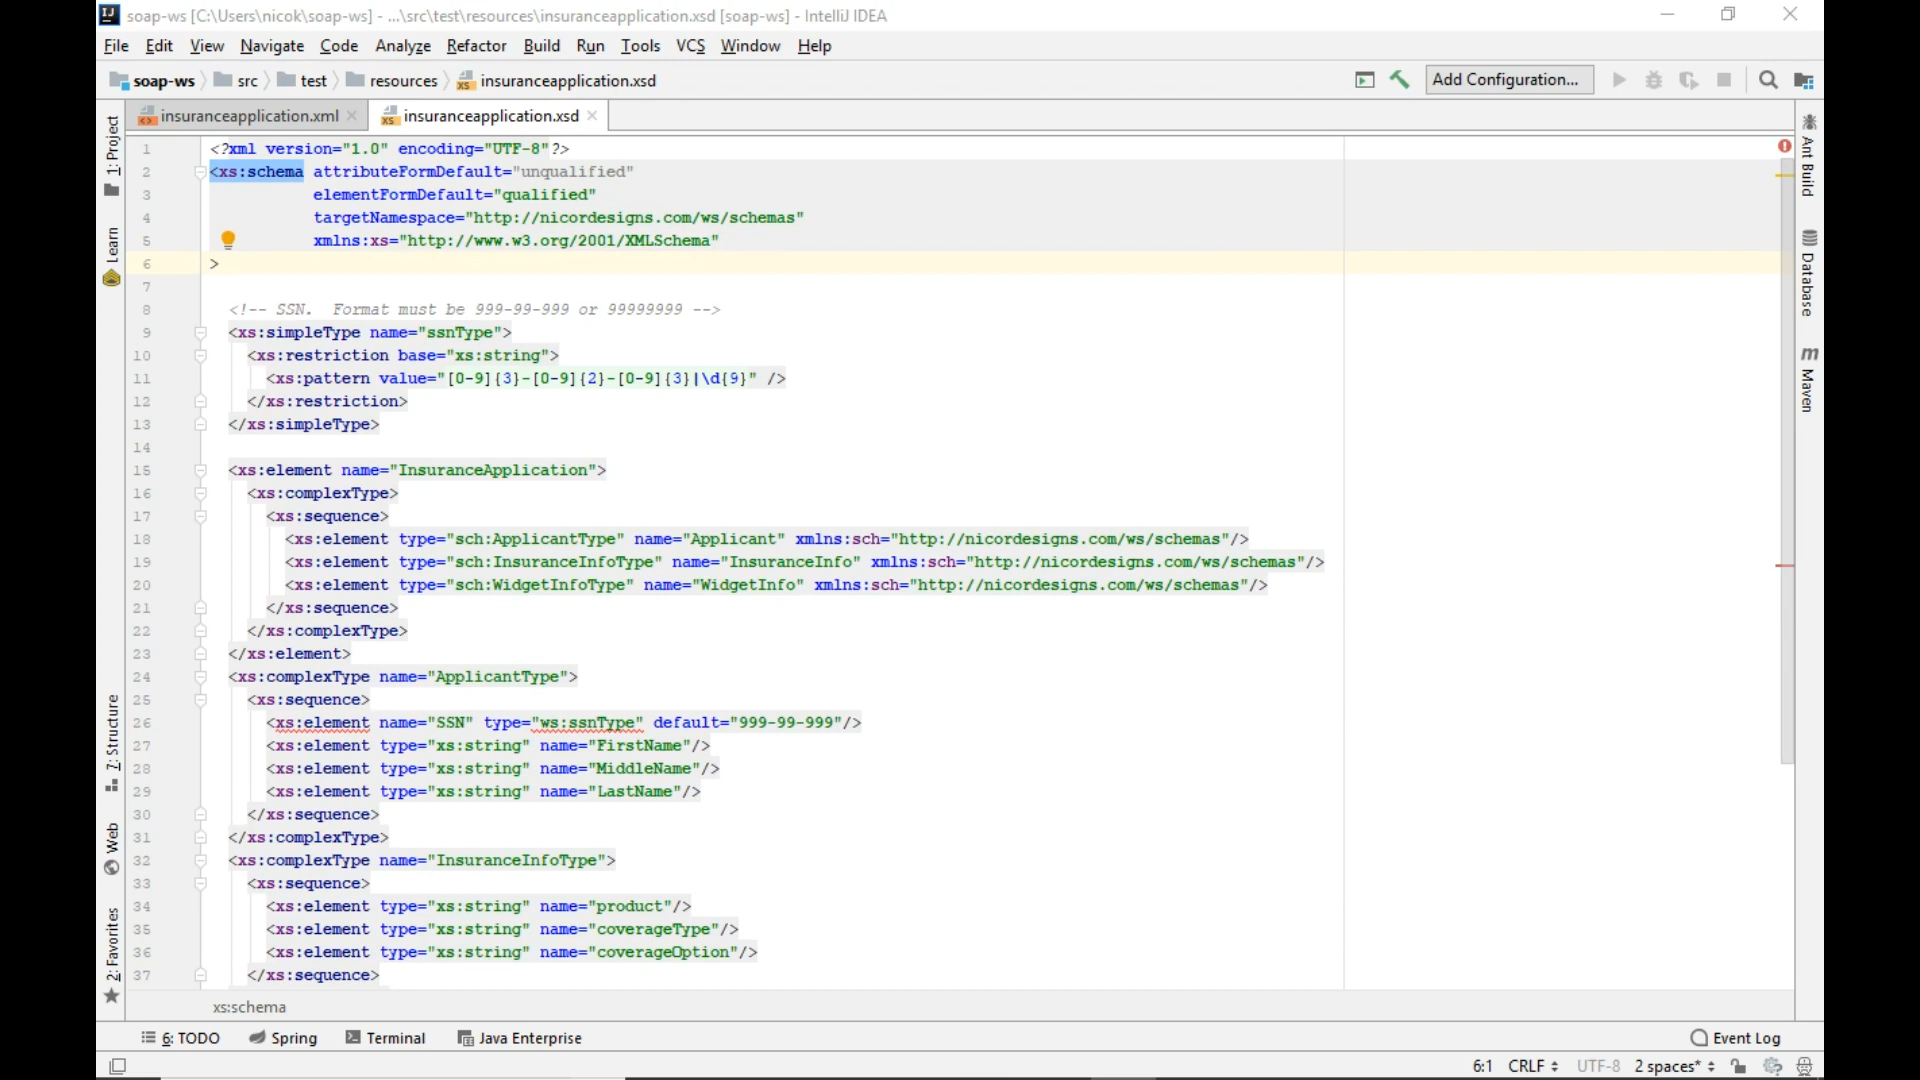 soap-ws [C:\Users\nicok\soap-ws] - ...\src\test\resources\insuranceapplication.xsd [soap-ws] - IntelliJ IDEA
File Edit View Navigate Code Analyze Refactor Build Run Tools VCS Window Help
soap-ws src test resources insuranceapplication.xsd Add Configuration...
insuranceapplication.xml insuranceapplication.xsd
1 <?xml version="1.0" encoding="UTF-8"?>
2 <xs:schema attributeFormDefault="unqualified"
3 elementFormDefault="qualified"
4 targetNamespace="http://nicordesigns.com/ws/schemas"
5 xmlns:xs="http://www.w3.org/2001/XMLSchema"
6 >
7
8 <!-- SSN.  Format must be 999-99-999 or 99999999 -->
9 <xs:simpleType name="ssnType">
10 <xs:restriction base="xs:string">
11 <xs:pattern value="[0-9]{3}-[0-9]{2}-[0-9]{3}|\d{9}" />
12 </xs:restriction>
13 </xs:simpleType>
14
15 <xs:element name="InsuranceApplication">
16 <xs:complexType>
17 <xs:sequence>
18 <xs:element type="sch:ApplicantType" name="Applicant" xmlns:sch="http://nicordesigns.com/ws/schemas"/>
19 <xs:element type="sch:InsuranceInfoType" name="InsuranceInfo" xmlns:sch="http://nicordesigns.com/ws/schemas"/>
20 <xs:element type="sch:WidgetInfoType" name="WidgetInfo" xmlns:sch="http://nicordesigns.com/ws/schemas"/>
21 </xs:sequence>
22 </xs:complexType>
23 </xs:element>
24 <xs:complexType name="ApplicantType">
25 <xs:sequence>
26 <xs:element name="SSN" type="ws:ssnType" default="999-99-999"/>
27 <xs:element type="xs:string" name="FirstName"/>
28 <xs:element type="xs:string" name="MiddleName"/>
29 <xs:element type="xs:string" name="LastName"/>
30 </xs:sequence>
31 </xs:complexType>
32 <xs:complexType name="InsuranceInfoType">
33 <xs:sequence>
34 <xs:element type="xs:string" name="product"/>
35 <xs:element type="xs:string" name="coverageType"/>
36 <xs:element type="xs:string" name="coverageOption"/>
37 </xs:sequence>
xs:schema
1: Project
Learn
7: Structure
Web
2: Favorites
Ant Build
Database
m Maven
6: TODO Spring Terminal Java Enterprise Event Log
6:1 CRLF UTF-8 2 spaces*